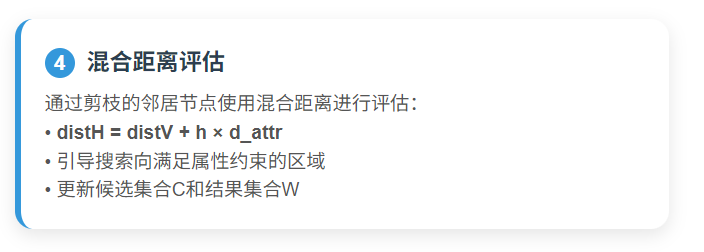 4 混合距离评估
通过剪枝的邻居节点使用混合距离进行评估：
• distH = distV + h × d_attr
• 引导搜索向满足属性约束的区域
• 更新候选集合C和结果集合W